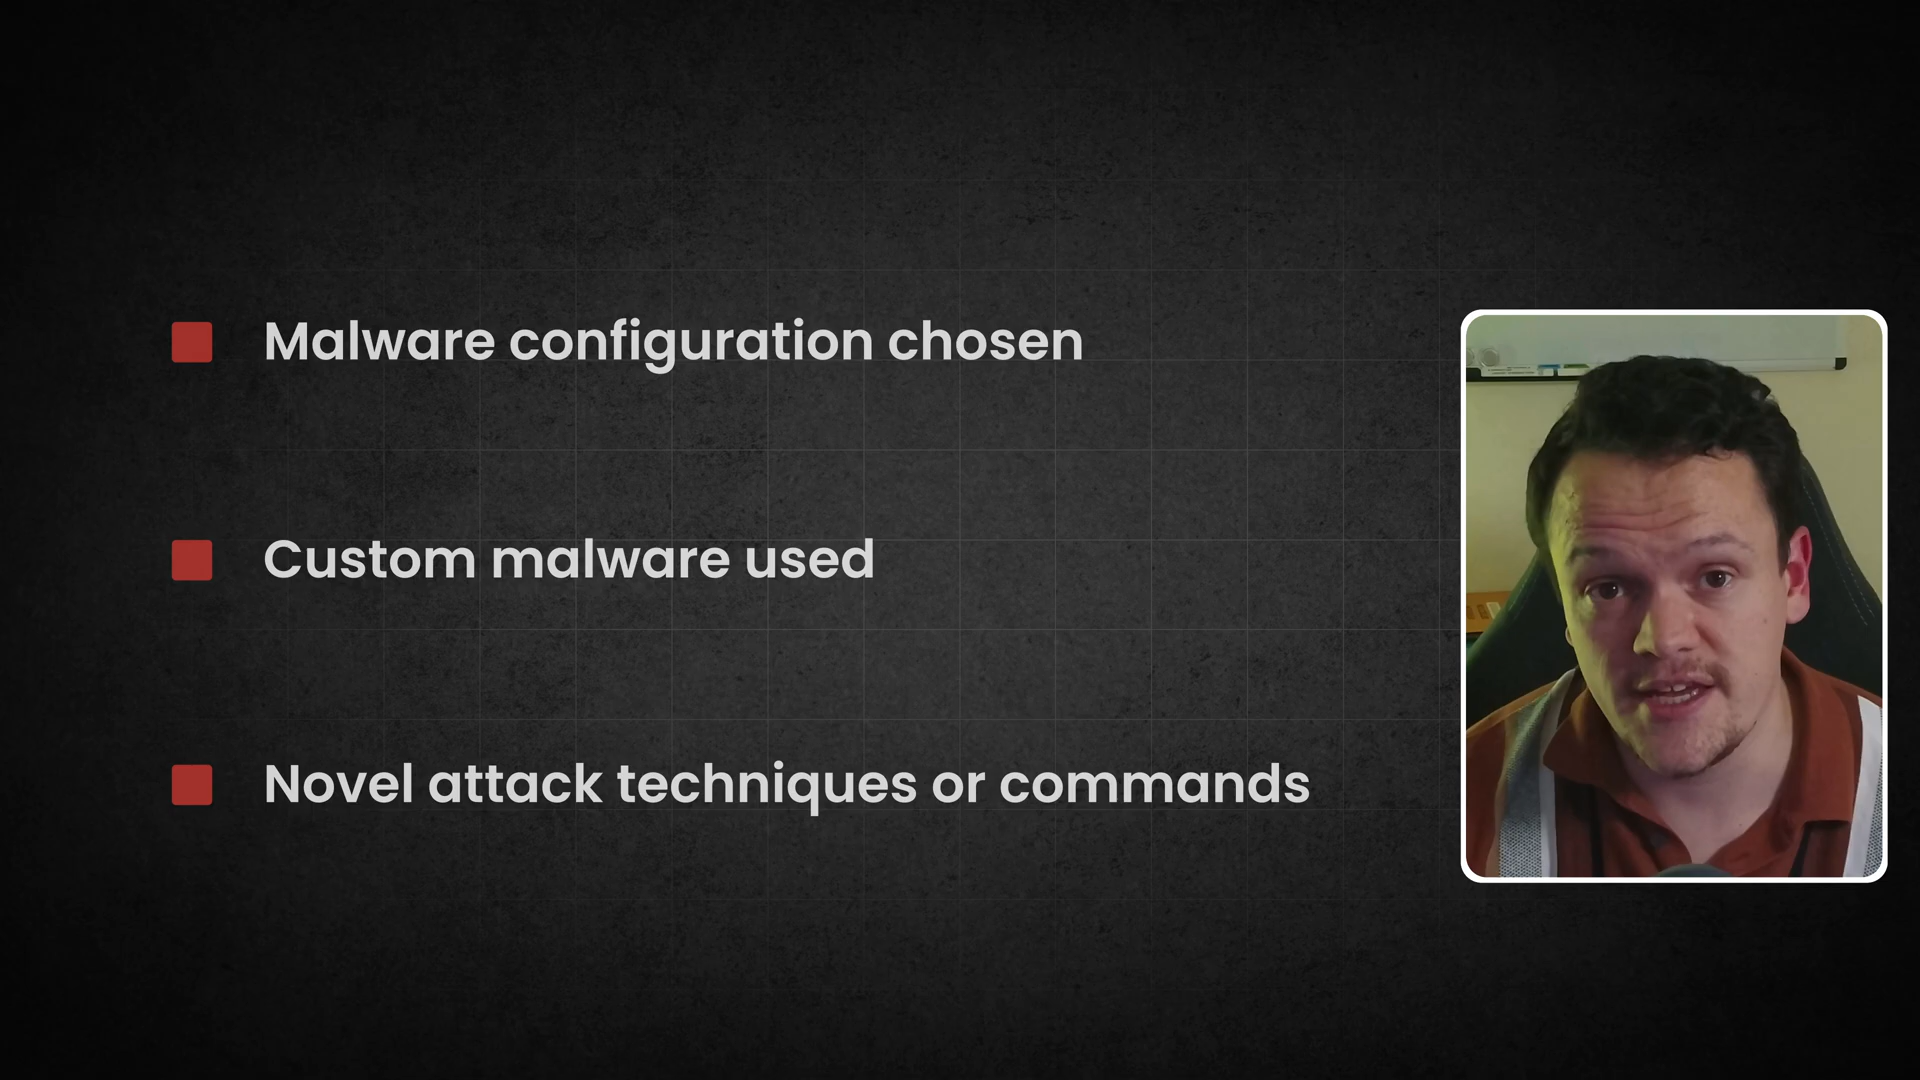 Malware configuration chosen
Custom malware used
Novel attack techniques or commands